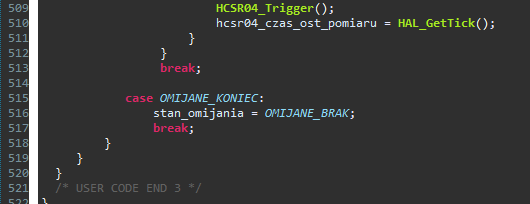 509 HCSR04_Trigger();
510 hcsr04_czas_ost_pomiaru = HAL_GetTick();
511 }
512 }
513 break;
514
515 case OMIJANE_KONIEC:
516 stan_omijania = OMIJANE_BRAK;
517 break;
518 }
519 }
520 }
521 /* USER CODE END 3 */
522 }